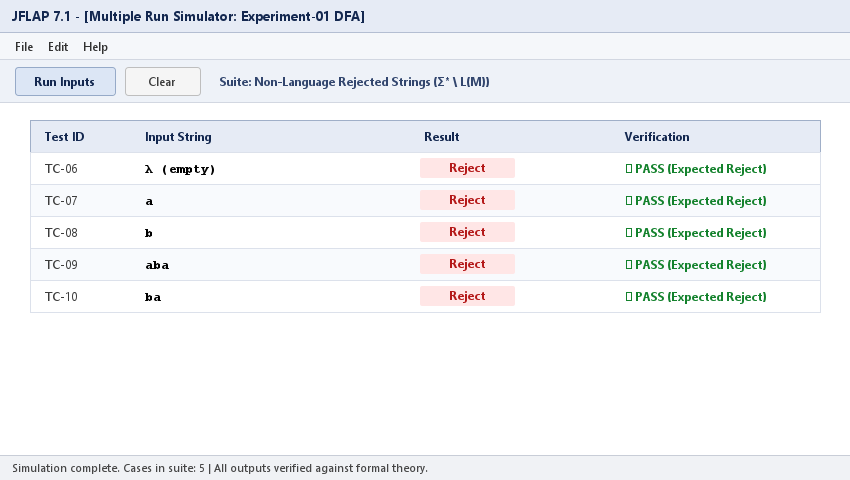 JFLAP 7.1 - [Multiple Run Simulator: Experiment-01 DFA]
File Edit Help
Run Inputs Clear Suite: Non-Language Rejected Strings (Σ* \ L(M))
Test ID Input String Result Verification
TC-06 λ (empty) Reject PASS (Expected Reject)
TC-07 a Reject PASS (Expected Reject)
TC-08 b Reject PASS (Expected Reject)
TC-09 aba Reject PASS (Expected Reject)
TC-10 ba Reject PASS (Expected Reject)
Simulation complete. Cases in suite: 5 | All outputs verified against formal theory.